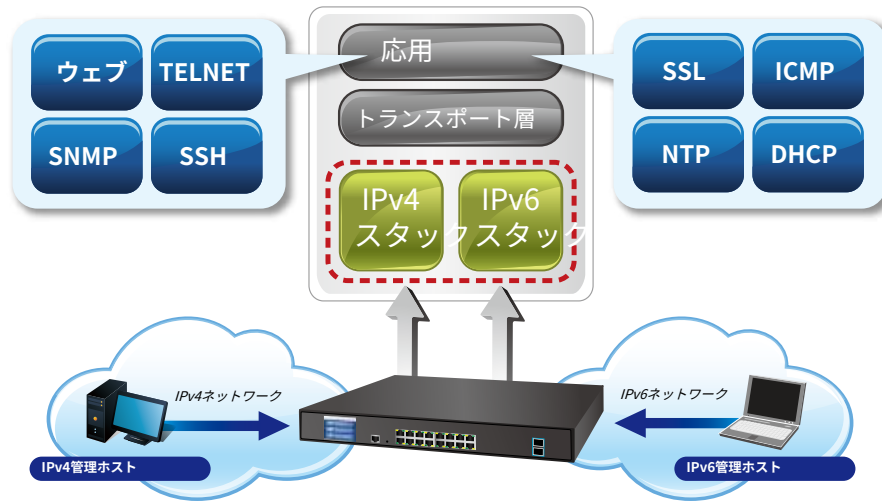 ウェブ
TELNET
SNMP
SSH
応用
トランスポート層
IPv4
スタック
IPv6
スタック
SSL
ICMP
NTP
DHCP
IPv4ネットワーク
IPv6ネットワーク
IPv4管理ホスト
IPv6管理ホスト